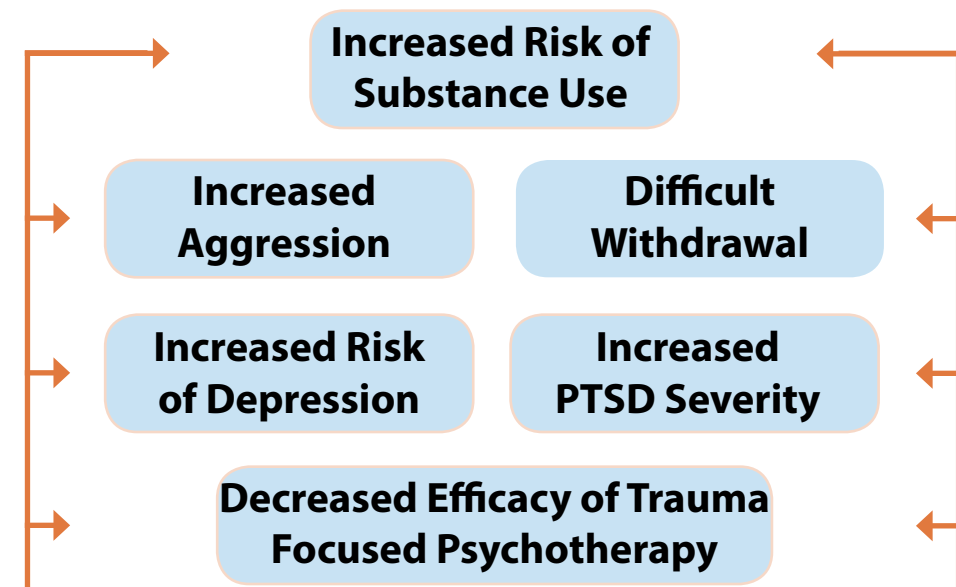 Increased Risk of
Substance Use
Increased
Aggression
Difficult
Withdrawal
Increased Risk
of Depression
Increased
PTSD Severity
Decreased Efficacy of Trauma
Focused Psychotherapy